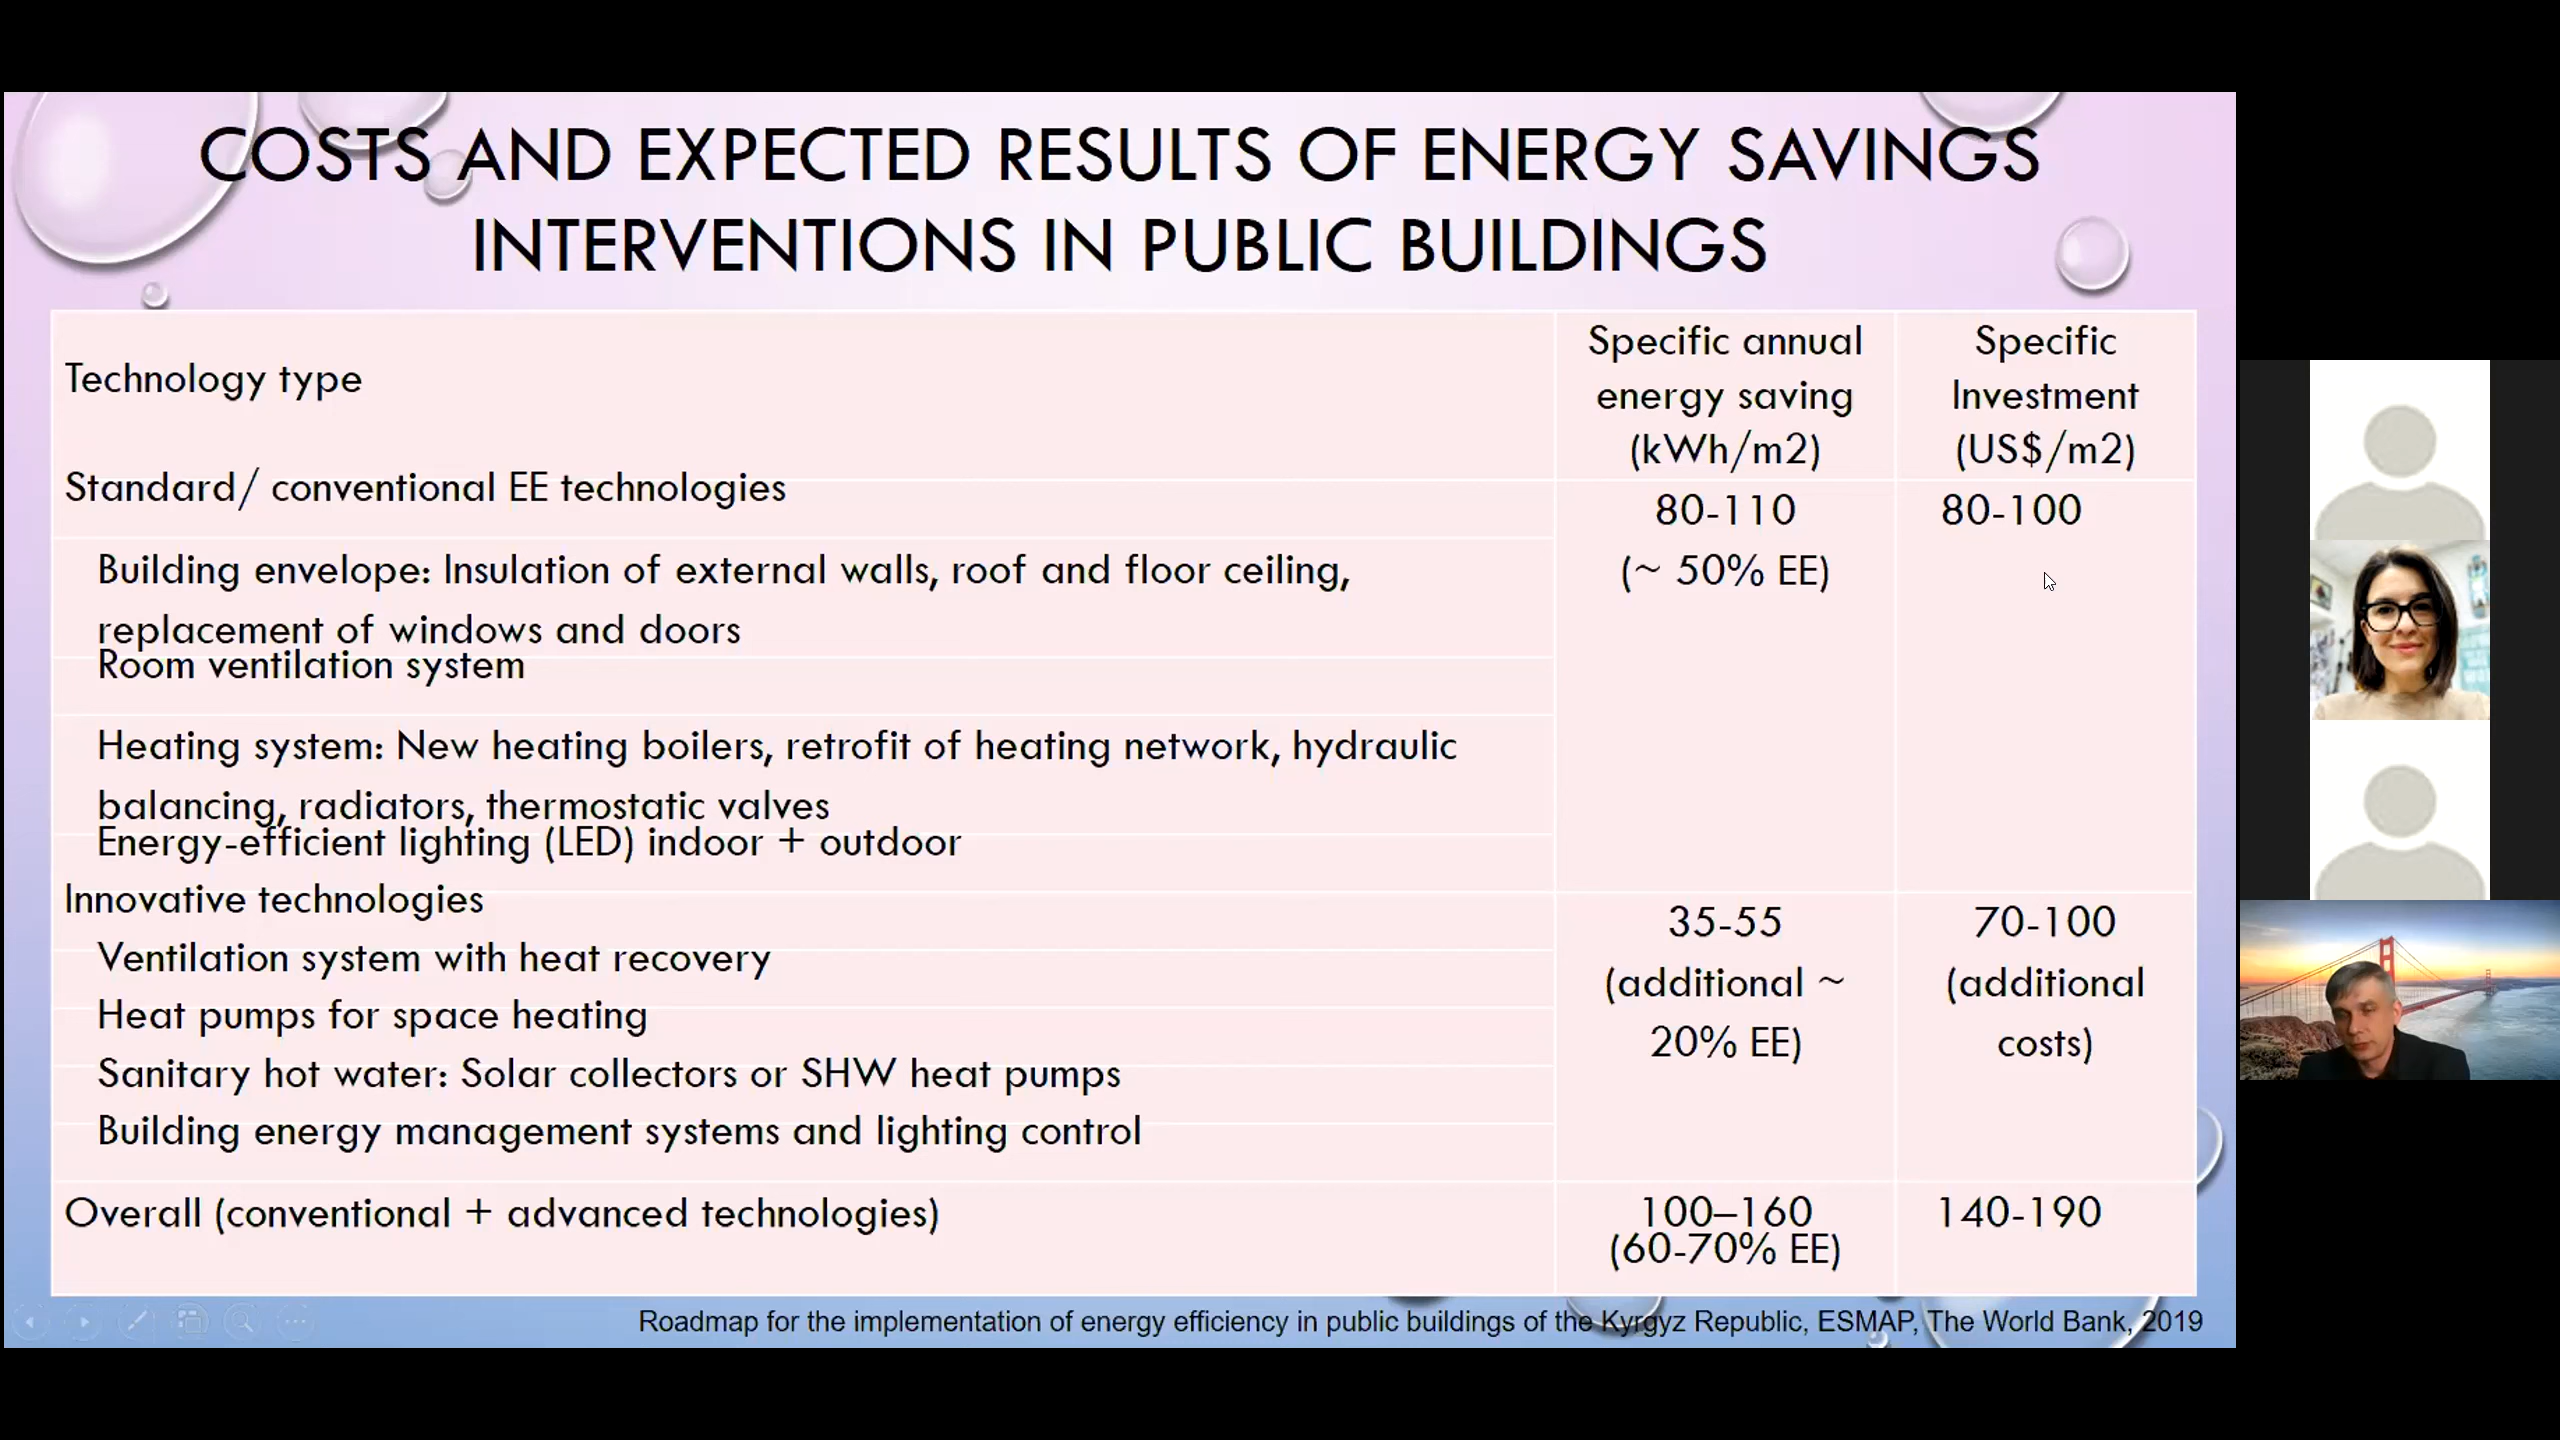 COSTS AND EXPECTED RESULTS OF ENERGY SAVINGS
INTERVENTIONS IN PUBLIC BUILDINGS
Technology type
Specific annual
energy saving
(kWh/m2)
Specific
Investment
(US$/m2)
Standard/ conventional EE technologies
80-110
(~ 50% EE)
80-100
Building envelope: Insulation of external walls, roof and floor ceiling,
replacement of windows and doors
Room ventilation system
Heating system: New heating boilers, retrofit of heating network, hydraulic
balancing, radiators, thermostatic valves
Energy-efficient lighting (LED) indoor + outdoor
Innovative technologies
35-55
(additional ~
20% EE)
70-100
(additional
costs)
Ventilation system with heat recovery
Heat pumps for space heating
Sanitary hot water: Solar collectors or SHW heat pumps
Building energy management systems and lighting control
Overall (conventional + advanced technologies)
100–160
(60-70% EE)
140-190
Roadmap for the implementation of energy efficiency in public buildings of the Kyrgyz Republic, ESMAP, The World Bank, 2019